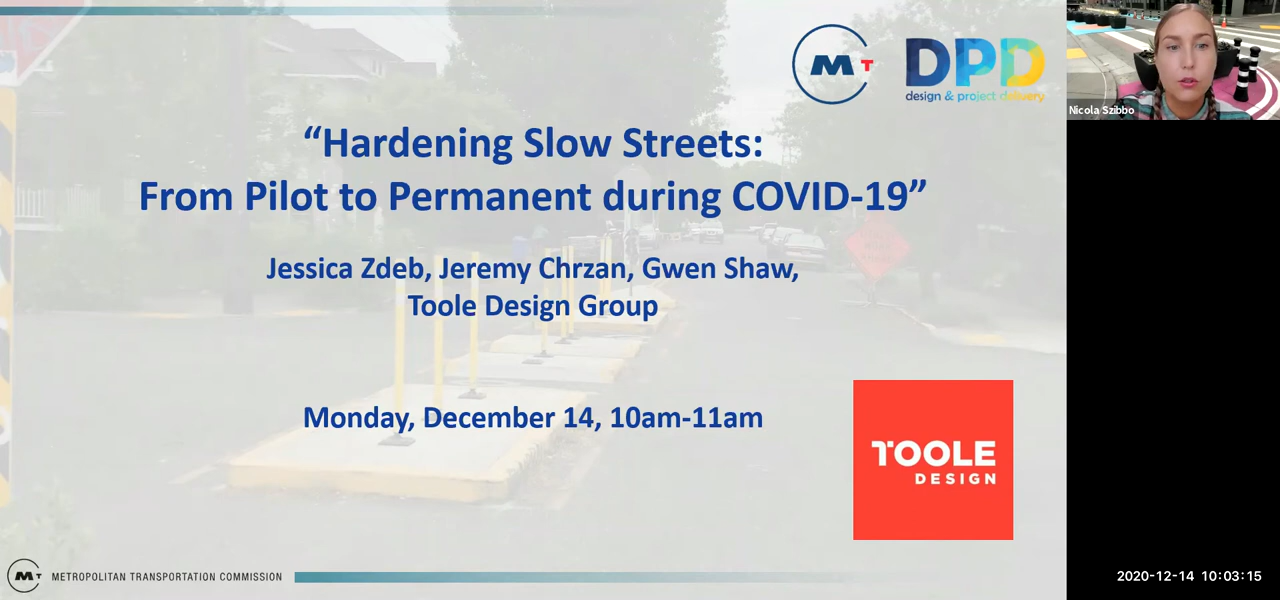 MT
DPD
design & project delivery
Nicola Szibbo
“Hardening Slow Streets:
From Pilot to Permanent during COVID-19”
Jessica Zdeb, Jeremy Chrzan, Gwen Shaw,
Toole Design Group
Monday, December 14, 10am-11am
TOOLE
DESIGN
MT METROPOLITAN TRANSPORTATION COMMISSION
2020-12-14 10:03:15